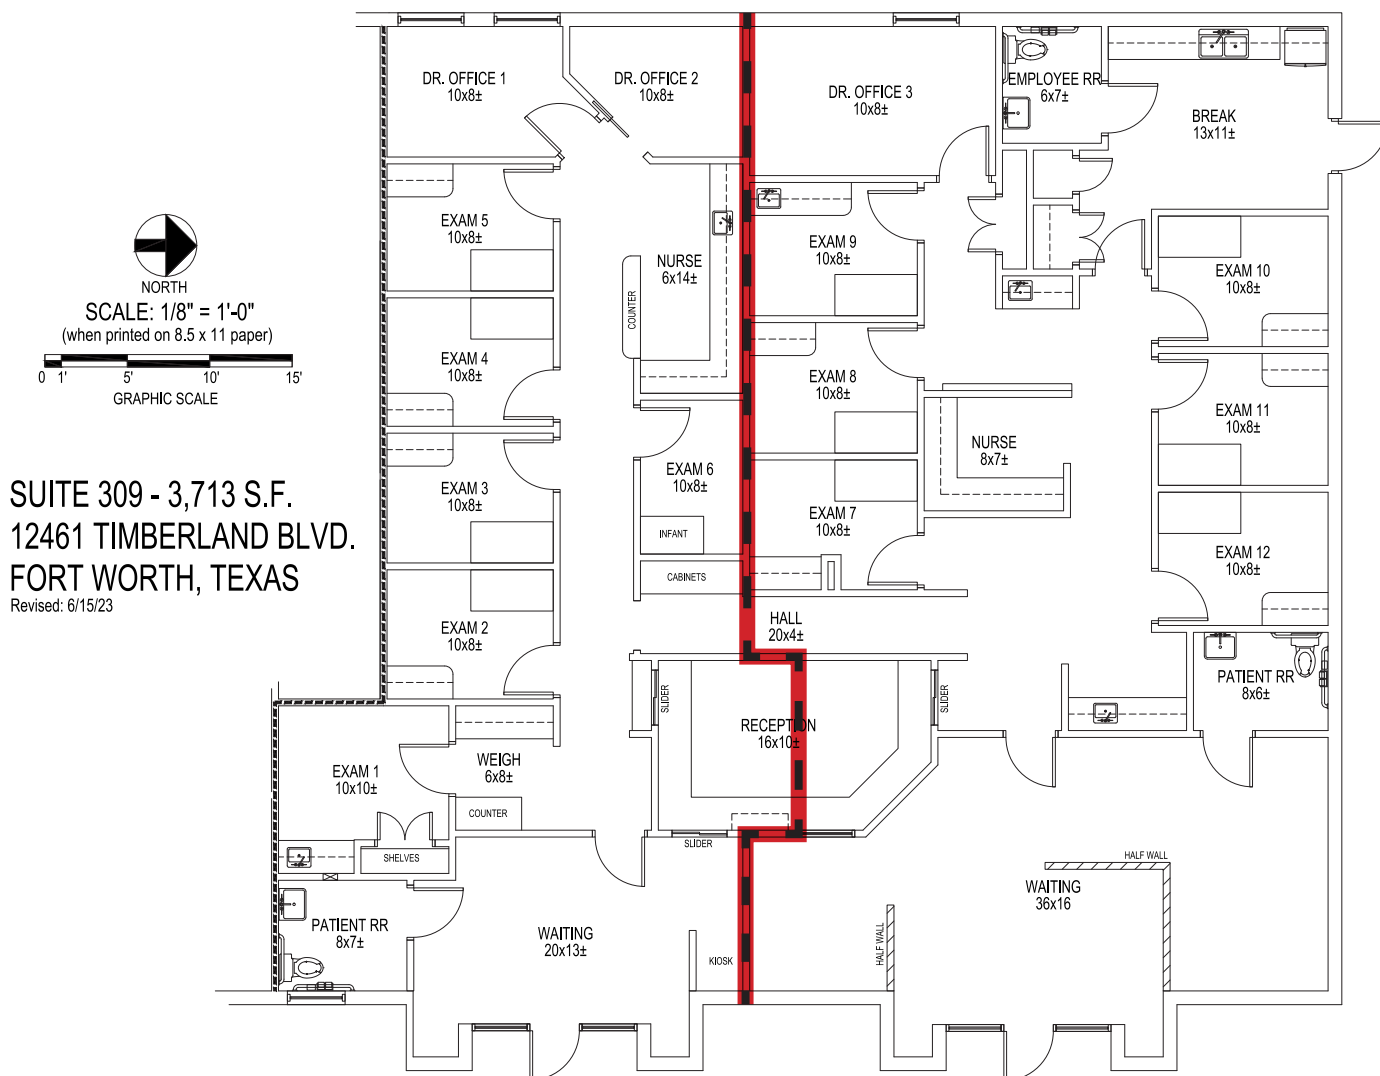 DR. OFFICE 1
10x8±
DR. OFFICE 2
10x8±
DR. OFFICE 3
10x8±
EMPLOYEE RR
6x7±
BREAK
13x11±
EXAM 5
10x8±
NURSE
6x14±
COUNTER
EXAM 9
10x8±
EXAM 10
10x8±
NORTH
SCALE: 1/8" = 1'-0"
(when printed on 8.5 x 11 paper)
0 1' 5' 10' 15'
GRAPHIC SCALE
EXAM 4
10x8±
EXAM 8
10x8±
EXAM 11
10x8±
NURSE
8x7±
SUITE 309 - 3,713 S.F.
12461 TIMBERLAND BLVD.
FORT WORTH, TEXAS
Revised: 6/15/23
EXAM 3
10x8±
EXAM 6
10x8±
INFANT
CABINETS
EXAM 7
10x8±
EXAM 12
10x8±
EXAM 2
10x8±
HALL
20x4±
SLIDER
RECEPTION
16x10±
SLIDER
PATIENT RR
8x6±
EXAM 1
10x10±
WEIGH
6x8±
COUNTER
SHELVES
SLIDER
HALF WALL
PATIENT RR
8x7±
WAITING
20x13±
KIOSK
HALF WALL
WAITING
36x16